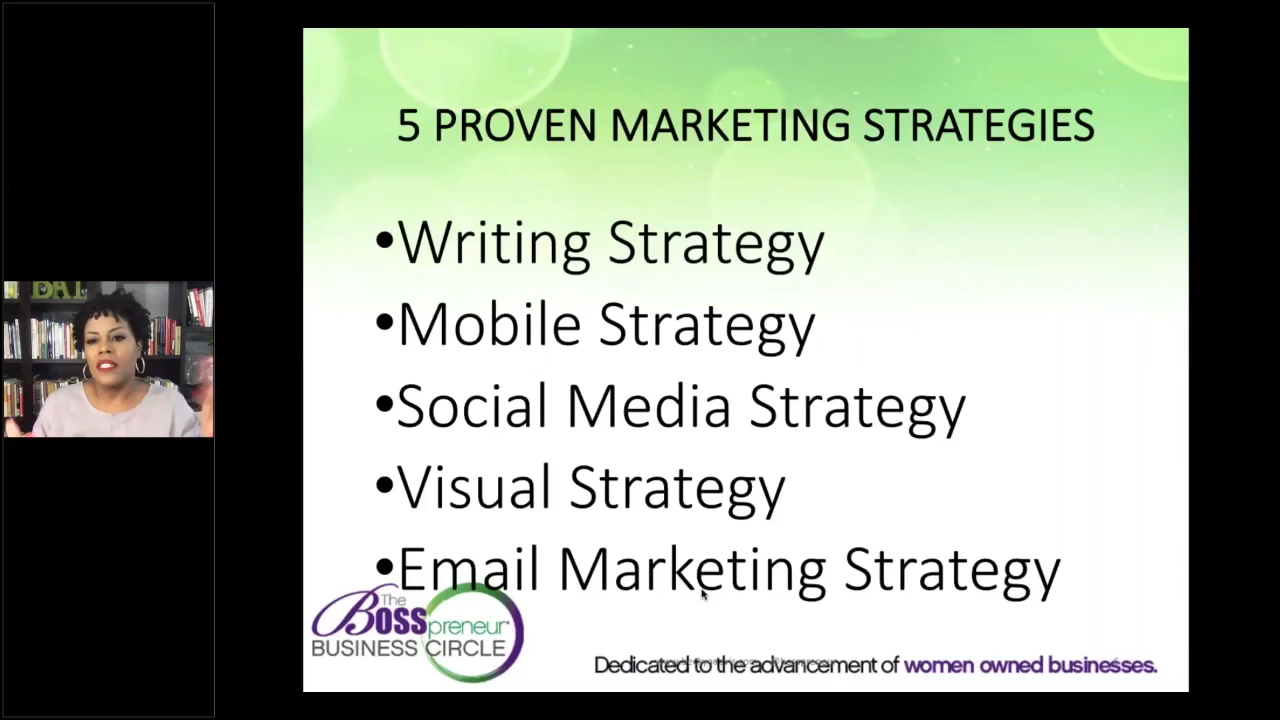 5 PROVEN MARKETING STRATEGIES
•Writing Strategy
•Mobile Strategy
•Social Media Strategy
•Visual Strategy
•Email Marketing Strategy
The
BOSSpreneur
BUSINESS CIRCLE
Dedicated to the advancement of women owned businesses.